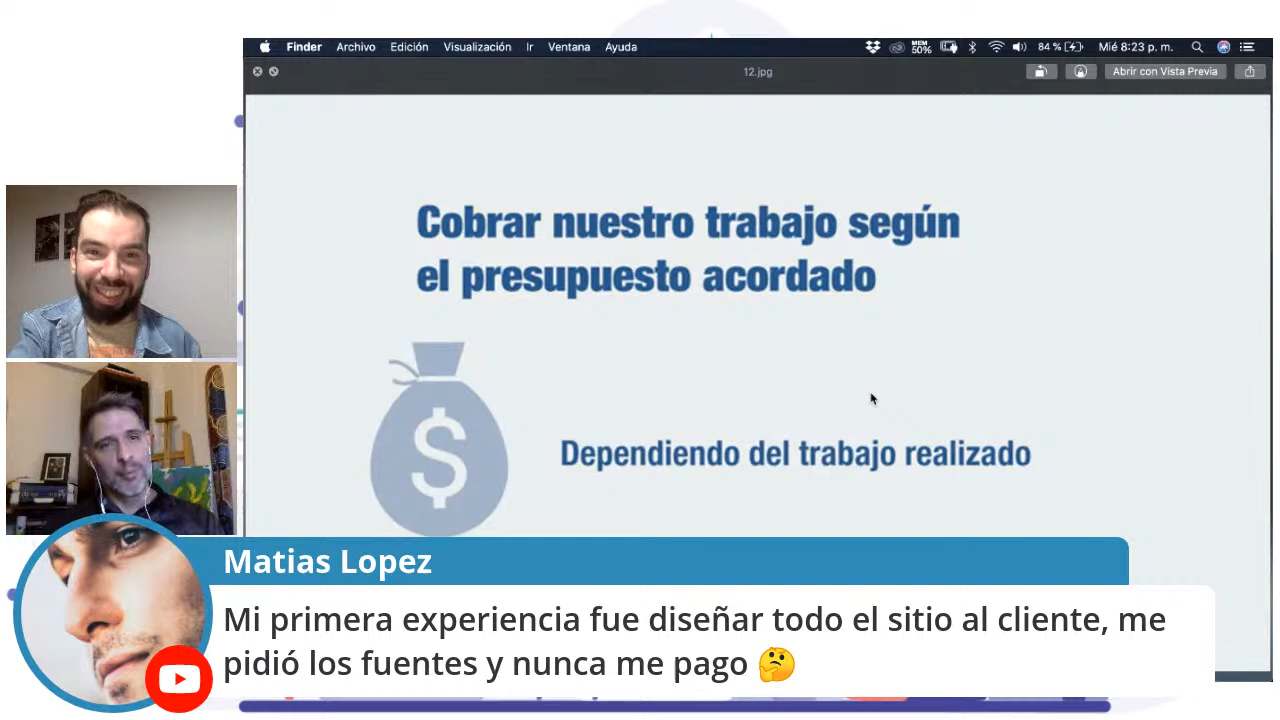 Finder Archivo Edición Visualización Ir Ventana Ayuda MEM 50% 84 % Mié 8:23 p. m.
12.jpg Abrir con Vista Previa
Cobrar nuestro trabajo según
el presupuesto acordado
$
Dependiendo del trabajo realizado
Matias Lopez
Mi primera experiencia fue diseñar todo el sitio al cliente, me
pidió los fuentes y nunca me pago 🤔